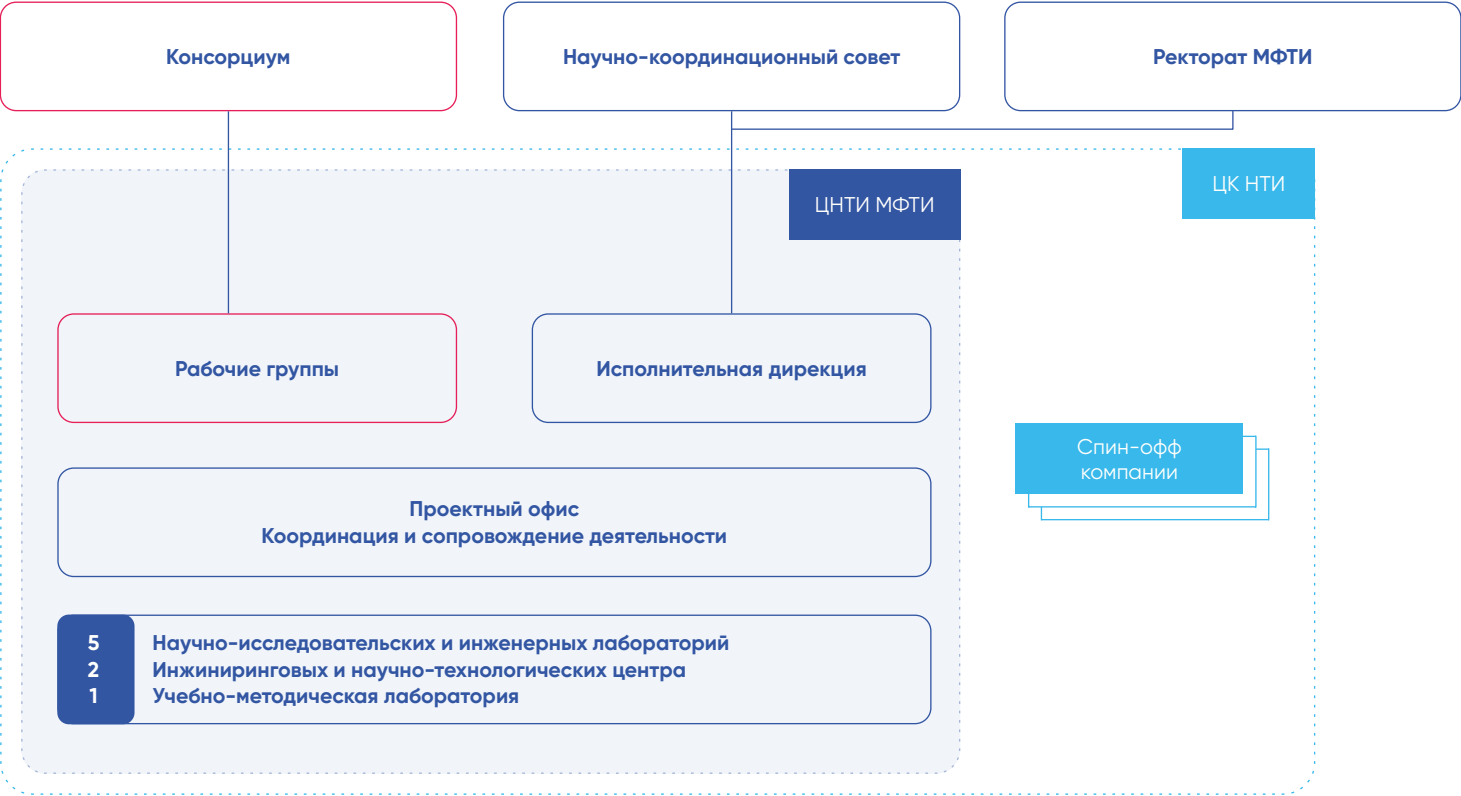 Консорциум
Научно-координационный совет
Ректорат МФТИ
ЦК НТИ
ЦНТИ МФТИ
Рабочие группы
Исполнительная дирекция
Спин-офф
компании
Проектный офис
Координация и сопровождение деятельности
5 Научно-исследовательских и инженерных лабораторий
2 Инжиниринговых и научно-технологических центра
1 Учебно-методическая лаборатория